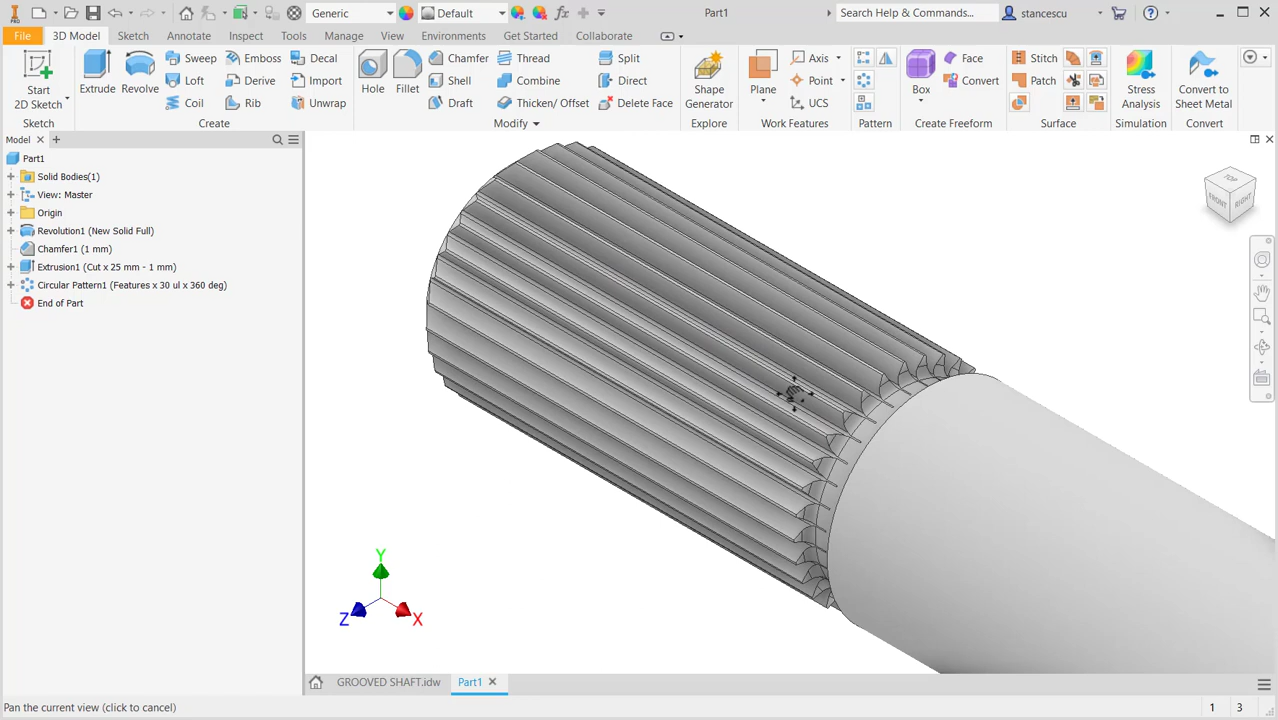 Generic
Default
Part1
Search Help & Commands...
stancescu
PRO
File
3D Model
Sketch
Annotate
Inspect
Tools
Manage
View
Environments
Get Started
Collaborate
Start
2D Sketch
Extrude
Revolve
Sweep
Emboss
Decal
Loft
Derive
Import
Coil
Rib
Unwrap
Hole
Fillet
Chamfer
Thread
Split
Shell
Combine
Direct
Draft
Thicken/ Offset
Delete Face
Shape
Generator
Plane
Axis
Point
UCS
Box
Face
Convert
Stitch
Patch
Stress
Analysis
Convert to
Sheet Metal
Sketch
Create
Modify
Explore
Work Features
Pattern
Create Freeform
Surface
Simulation
Convert
Model
Part1
Solid Bodies(1)
View: Master
Origin
Revolution1 (New Solid Full)
Chamfer1 (1 mm)
Extrusion1 (Cut x 25 mm - 1 mm)
Circular Pattern1 (Features x 30 ul x 360 deg)
End of Part
TOP
FRONT
RIGHT
Y
Z
X
GROOVED SHAFT.idw
Part1
Pan the current view (click to cancel)
1
3